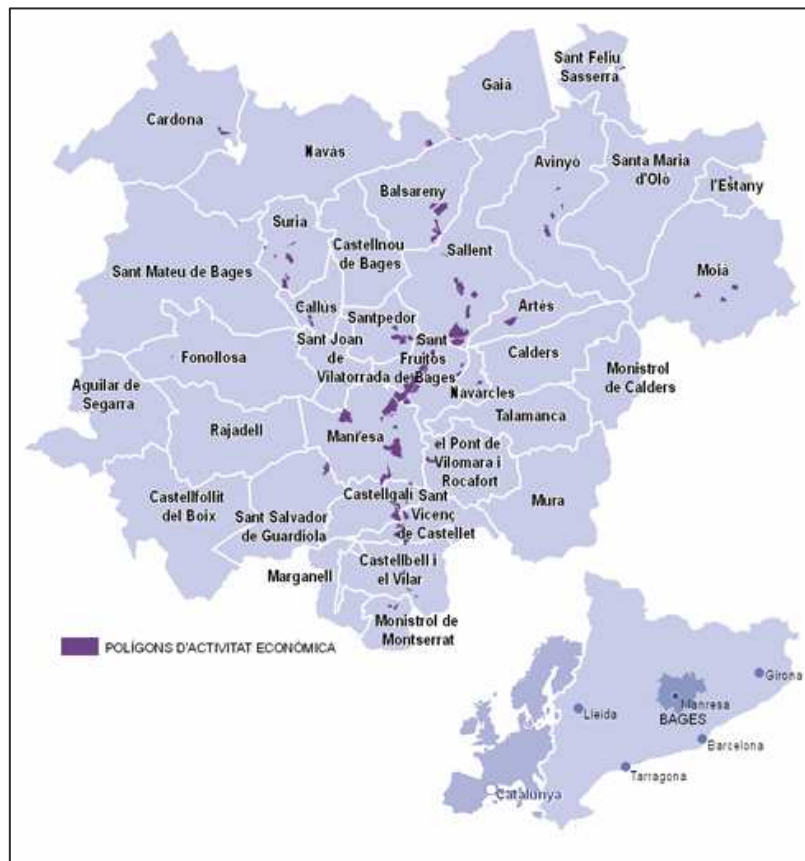 Sant Feliu
Sasserra
Gaià
Cardona
Navàs
Avinyó
Santa Maria
d'Oló
l'Estany
Balsareny
Súria
Castellnou
de Bages
Sallent
Sant Mateu de Bages
Moià
Callús
Artés
Santpedor
Sant Joan
de
Vilatorrada
Sant
Fruitós
de Bages
Fonollosa
Calders
Monistrol
de Calders
Aguilar de
Segarra
Navarcles
Talamanca
Rajadell
Manresa
el Pont de
Vilomara i
Rocafort
Castellfollit
del Boix
Castellgalí
Sant
Vicenç
de Castellet
Mura
Sant Salvador
de Guardiola
Marganell
Castellbell i
el Vilar
Monistrol de
Montserrat
POLÍGONS D'ACTIVITAT ECONÒMICA
Girona
Manresa
BAGES
Lleida
Barcelona
Tarragona
Catalunya